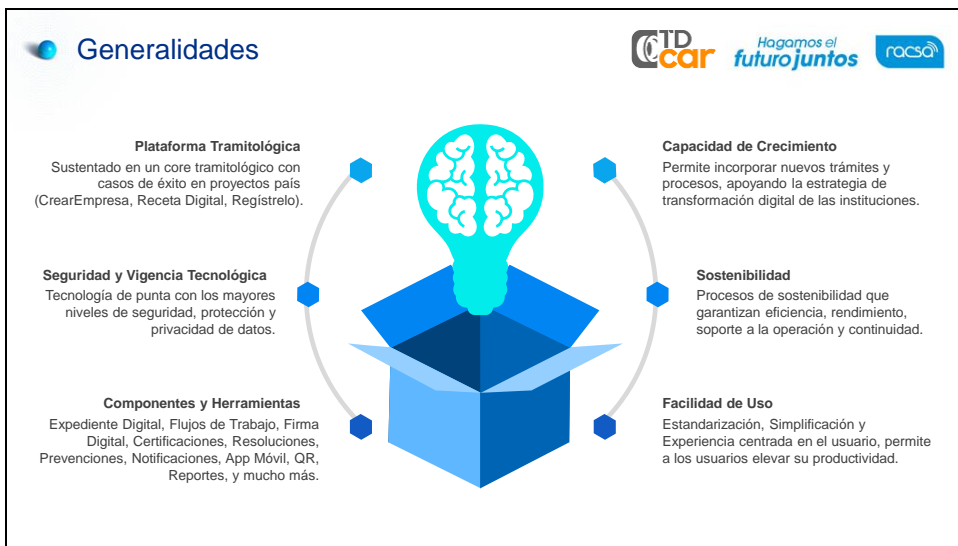 Generalidades
TD
car
Hagamos el
futuro juntos
racsa
Plataforma Tramitológica
Sustentado en un core tramitológico con
casos de éxito en proyectos país
(CrearEmpresa, Receta Digital, Regístrelo).
Seguridad y Vigencia Tecnológica
Tecnología de punta con los mayores
niveles de seguridad, protección y
privacidad de datos.
Componentes y Herramientas
Expediente Digital, Flujos de Trabajo, Firma
Digital, Certificaciones, Resoluciones,
Prevenciones, Notificaciones, App Móvil, QR,
Reportes, y mucho más.
Capacidad de Crecimiento
Permite incorporar nuevos trámites y
procesos, apoyando la estrategia de
transformación digital de las instituciones.
Sostenibilidad
Procesos de sostenibilidad que
garantizan eficiencia, rendimiento,
soporte a la operación y continuidad.
Facilidad de Uso
Estandarización, Simplificación y
Experiencia centrada en el usuario, permite
a los usuarios elevar su productividad.